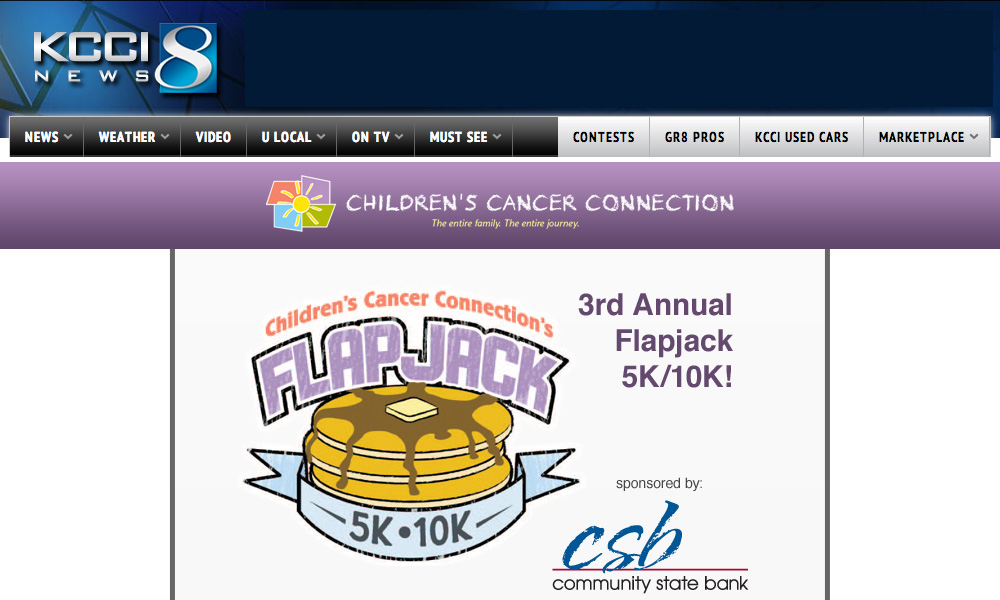 KCCI 8
NEWS
NEWS WEATHER VIDEO U LOCAL ON TV MUST SEE CONTESTS GR8 PROS KCCI USED CARS MARKETPLACE
CHILDREN'S CANCER CONNECTION
The entire family. The entire journey.
Children's Cancer Connection's
FLAPJACK
5K • 10K
3rd Annual
Flapjack
5K/10K!
sponsored by:
csb
community state bank